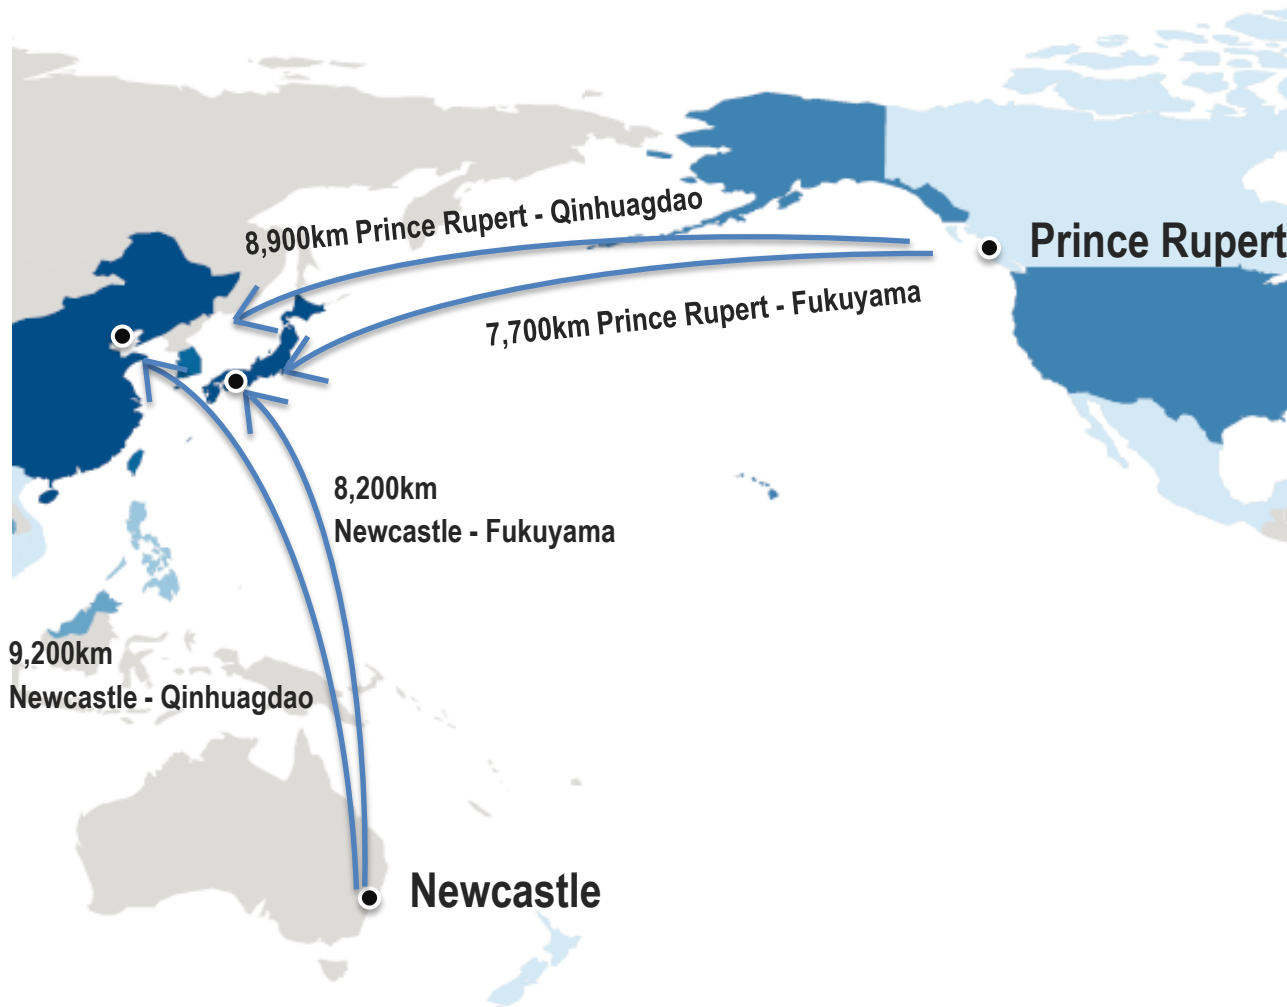 8,900km Prince Rupert - Qinhuagdao
Prince Rupert
7,700km Prince Rupert - Fukuyama
8,200km
Newcastle - Fukuyama
9,200km
Newcastle - Qinhuagdao
Newcastle